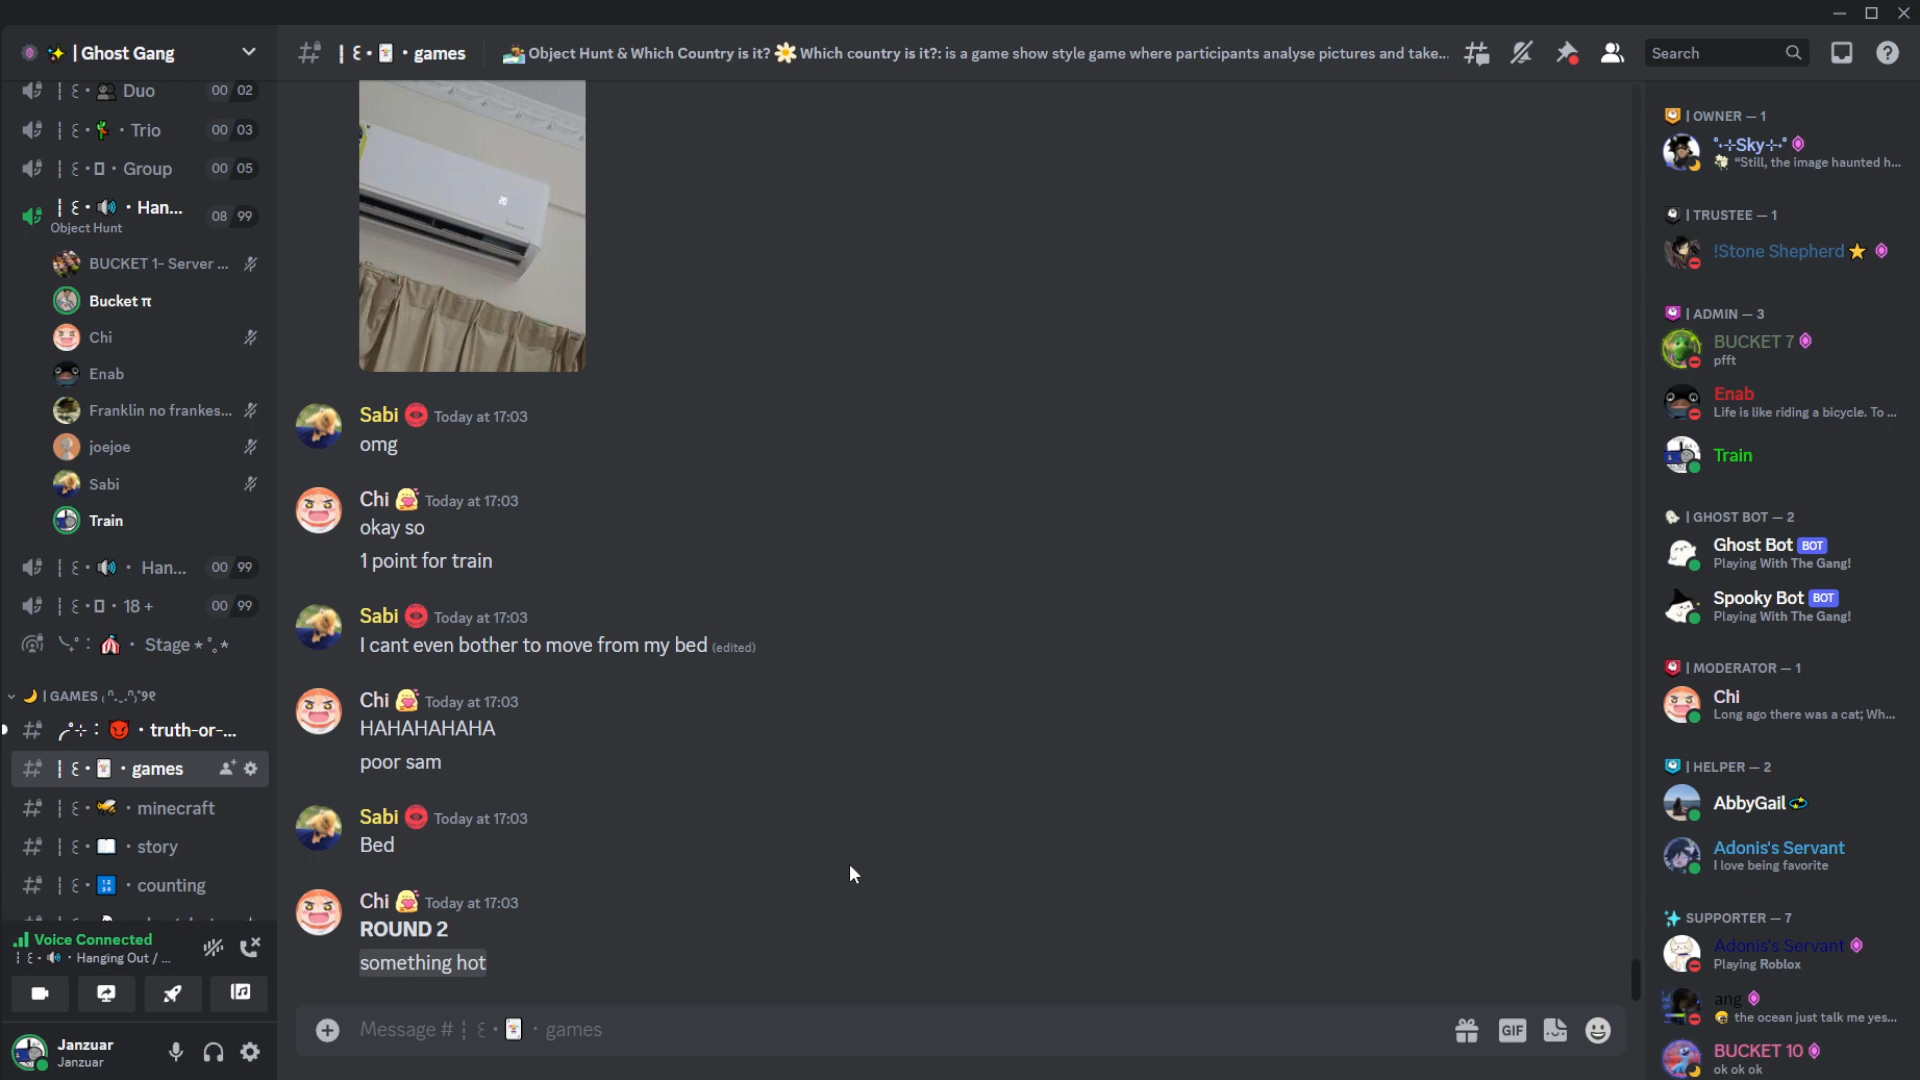 | Ghost Gang
| games
Object Hunt & Which Country is it? Which country is it?: is a game show style game where participants analyse pictures and take...
Search
Duo 00 02
Trio 00 03
Group 00 05
Han... 08 99
Object Hunt
BUCKET 1- Server ...
Bucket π
Chi
Enab
Franklin no frankes...
joejoe
Sabi
Train
Han... 00 99
18 + 00 99
Stage
| GAMES
truth-or-...
games
minecraft
story
counting
Voice Connected
Hanging Out / ...
Janzuar
Janzuar
Sabi Today at 17:03
omg
Chi Today at 17:03
okay so
1 point for train
Sabi Today at 17:03
I cant even bother to move from my bed (edited)
Chi Today at 17:03
HAHAHAHAHA
poor sam
Sabi Today at 17:03
Bed
Chi Today at 17:03
ROUND 2
something hot
Message # games
GIF
| OWNER — 1
Sky
“Still, the image haunted h...
| TRUSTEE — 1
!Stone Shepherd
| ADMIN — 3
BUCKET 7
pfft
Enab
Life is like riding a bicycle. To ...
Train
| GHOST BOT — 2
Ghost Bot BOT
Playing With The Gang!
Spooky Bot BOT
Playing With The Gang!
| MODERATOR — 1
Chi
Long ago there was a cat; Wh...
| HELPER — 2
AbbyGail
Adonis's Servant
I love being favorite
SUPPORTER — 7
Adonis's Servant
Playing Roblox
ang
the ocean just talk me yes...
BUCKET 10
ok ok ok